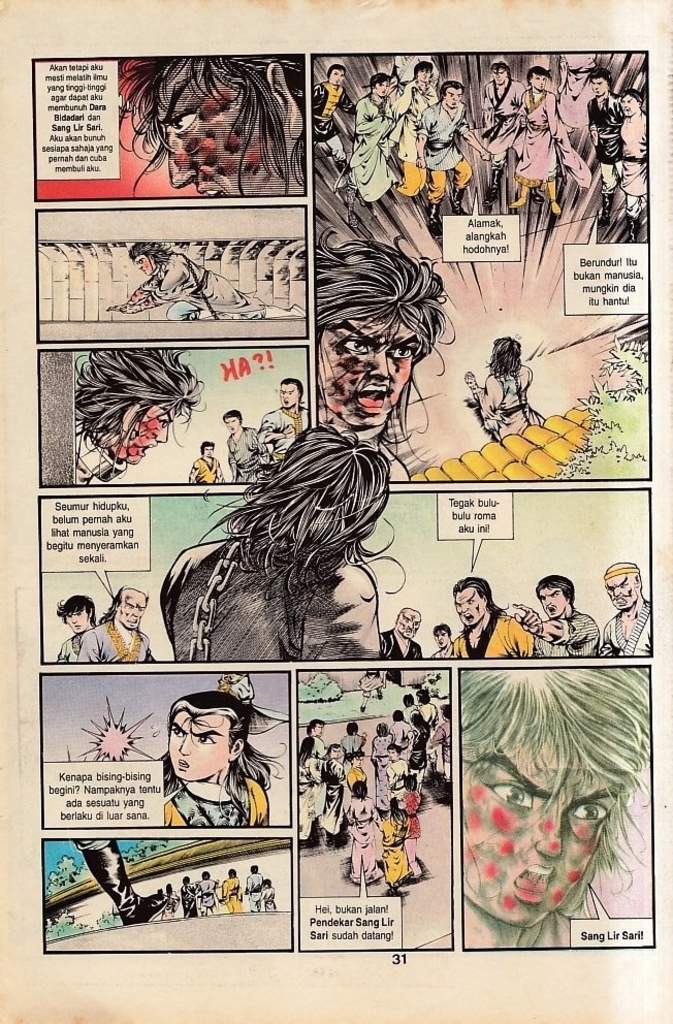 Akan tetapi aku
mesti melatih ilmu
yang tinggi-tinggi
agar dapat aku
membunuh Dara
Bidadari dan
Sang Lir Sari.
Aku akan bunuh
sesiapa sahaja yang
pernah dan cuba
membuli aku.
Alamak,
alangkah
hodohnya!
Berundur! Itu
bukan manusia,
mungkin dia
itu hantu!
HA?!
Seumur hidupku,
belum pernah aku
lihat manusia yang
begitu menyeramkan
sekali.
Tegak bulu-
bulu roma
aku ini!
Kenapa bising-bising
begini? Nampaknya tentu
ada sesuatu yang
berlaku di luar sana.
Hei, bukan jalan!
Pendekar Sang Lir
Sari sudah datang!
Sang Lir Sari!
31